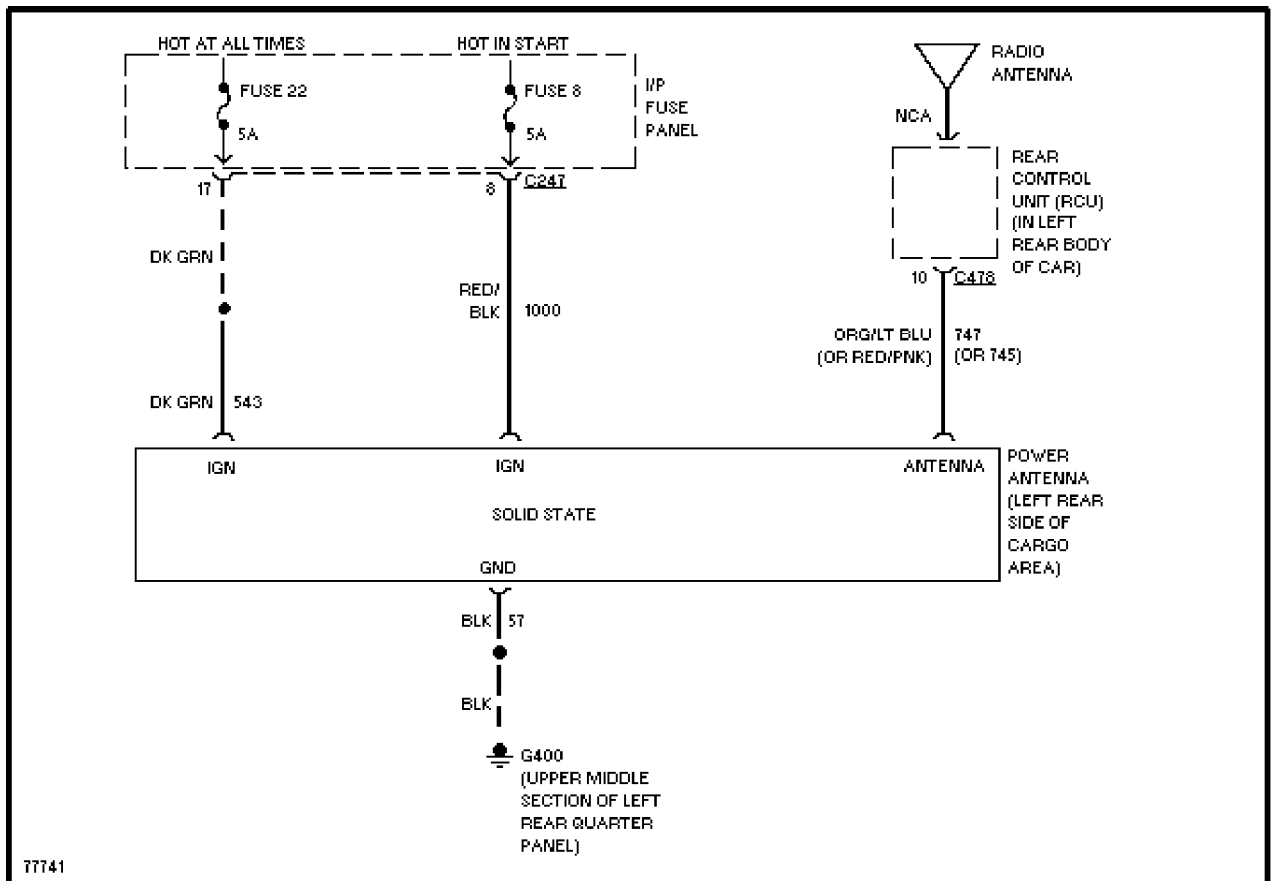 HOT AT ALL TIMES
HOT IN START
FUSE 22
5A
FUSE 8
5A
I/P
FUSE
PANEL
RADIO
ANTENNA
NCA
REAR
CONTROL
UNIT (RCU)
(IN LEFT
REAR BODY
OF CAR)
17
8
C247
10
C478
DK GRN
RED/
BLK
1000
ORG/LT BLU
(OR RED/PNK)
747
(OR 745)
DK GRN
543
IGN
IGN
ANTENNA
SOLID STATE
GND
POWER
ANTENNA
(LEFT REAR
SIDE OF
CARGO
AREA)
BLK
57
BLK
G400
(UPPER MIDDLE
SECTION OF LEFT
REAR QUARTER
PANEL)
77741